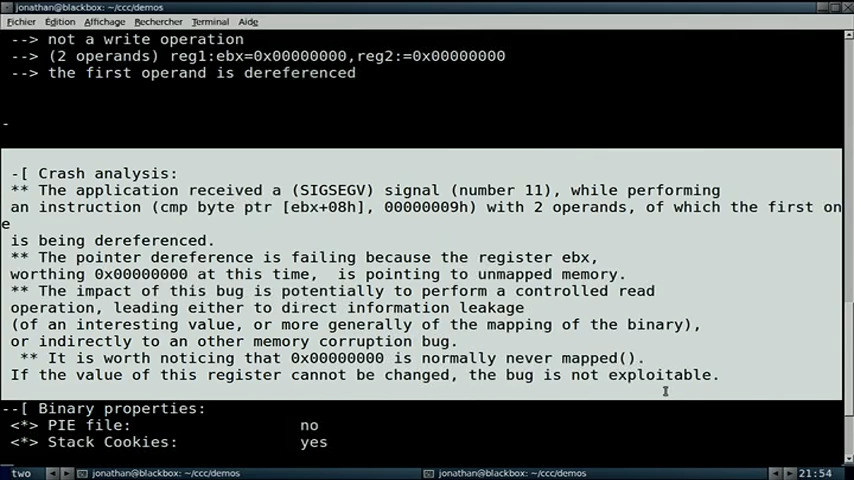 jonathan@blackbox: ~/ccc/demos
Fichier Édition Affichage Rechercher Terminal Aide
--> not a write operation
--> (2 operands) reg1:ebx=0x00000000,reg2:=0x00000000
--> the first operand is dereferenced
-
-[ Crash analysis:
** The application received a (SIGSEGV) signal (number 11), while performing
an instruction (cmp byte ptr [ebx+08h], 00000009h) with 2 operands, of which the first on
e
is being dereferenced.
** The pointer dereference is failing because the register ebx,
worthing 0x00000000 at this time,  is pointing to unmapped memory.
** The impact of this bug is potentially to perform a controlled read
operation, leading either to direct information leakage
(of an interesting value, or more generally of the mapping of the binary),
or indirectly to an other memory corruption bug.
** It is worth noticing that 0x00000000 is normally never mapped().
If the value of this register cannot be changed, the bug is not exploitable.
--[ Binary properties:
<*> PIE file: no
<*> Stack Cookies: yes
two jonathan@blackbox: ~/ccc/demos jonathan@blackbox: ~/ccc/demos 21:54